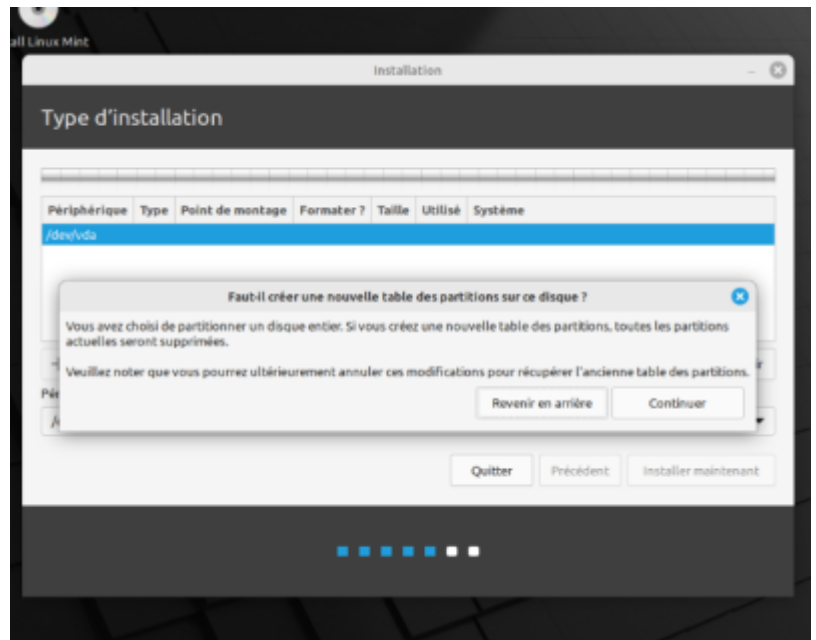 all Linux Mint
Installation
Type d'installation
Périphérique Type Point de montage Formater ? Taille Utilisé Système
/dev/vda
Faut-il créer une nouvelle table des partitions sur ce disque ?
Vous avez choisi de partitionner un disque entier. Si vous créez une nouvelle table des partitions, toutes les partitions
actuelles seront supprimées.
Veuillez noter que vous pourrez ultérieurement annuler ces modifications pour récupérer l'ancienne table des partitions.
Revenir en arrière Continuer
Quitter Précédent Installer maintenant